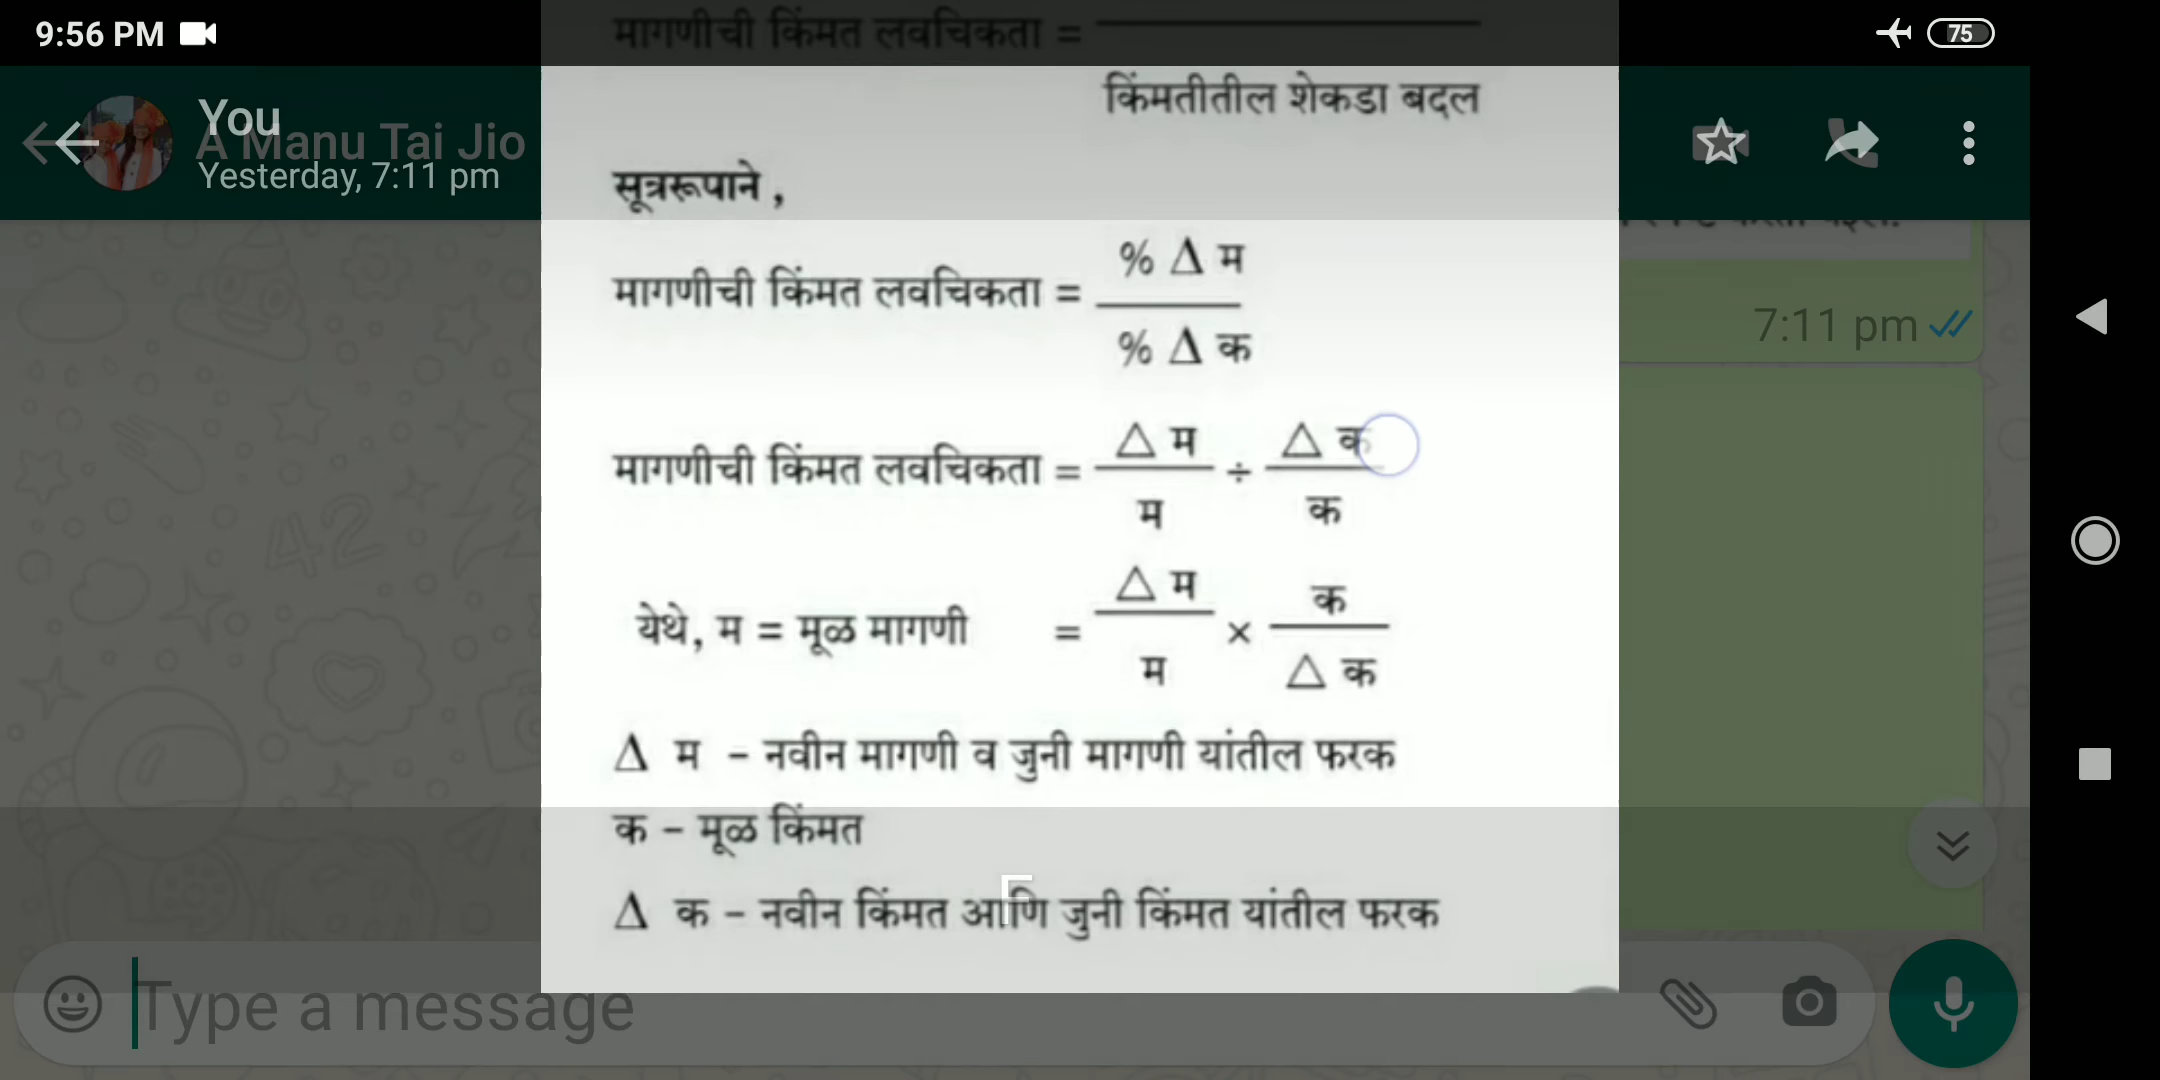 9:56 PM
75
You
A Manu Tai Jio
Yesterday, 7:11 pm
मागणीची किंमत लवचिकता =
किंमतीतील शेकडा बदल
सूत्ररूपाने ,
% Δ म
मागणीची किंमत लवचिकता =
% Δ क
7:11 pm
△ म △ क
मागणीची किंमत लवचिकता = ÷
म क
△ म क
येथे, म = मूळ मागणी = ×
म △ क
Δ म - नवीन मागणी व जुनी मागणी यांतील फरक
क - मूळ किंमत
Δ क - नवीन किंमत आणि जुनी किंमत यांतील फरक
Type a message